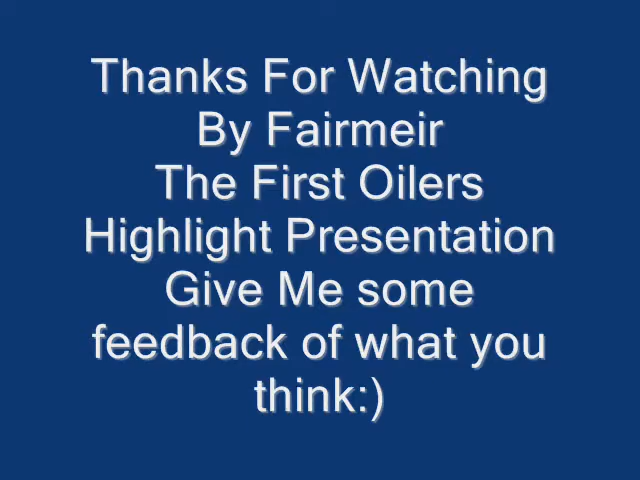 Thanks For Watching
By Fairmeir
The First Oilers
Highlight Presentation
Give Me some
feedback of what you
think:)